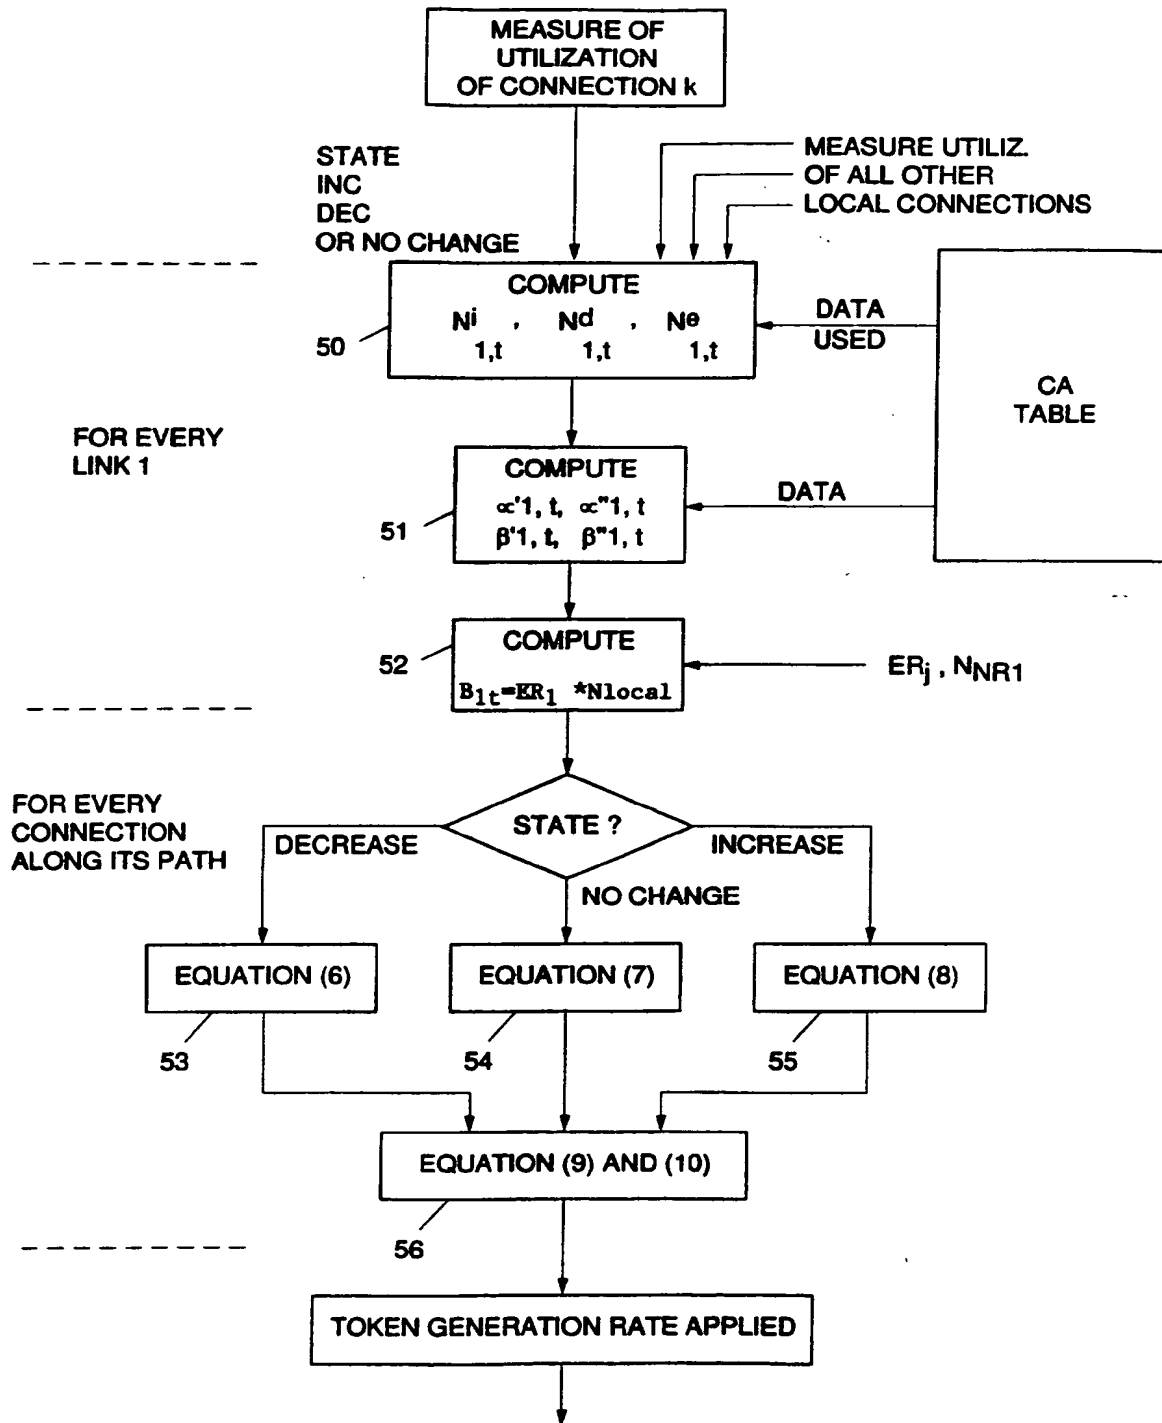 MEASURE OF
UTILIZATION
OF CONNECTION k
STATE
INC
DEC
OR NO CHANGE
MEASURE UTILIZ.
OF ALL OTHER
LOCAL CONNECTIONS
COMPUTE
Ni , Nd , Ne
1,t 1,t 1,t
50
DATA
USED
CA
TABLE
FOR EVERY
LINK 1
COMPUTE
∝'1, t, ∝"1, t
β'1, t, β"1, t
51
DATA
COMPUTE
B1t=ER1 *Nlocal
52
ERj , NNR1
FOR EVERY
CONNECTION
ALONG ITS PATH
STATE ?
DECREASE
INCREASE
NO CHANGE
EQUATION (6)
EQUATION (7)
EQUATION (8)
53
54
55
EQUATION (9) AND (10)
56
TOKEN GENERATION RATE APPLIED